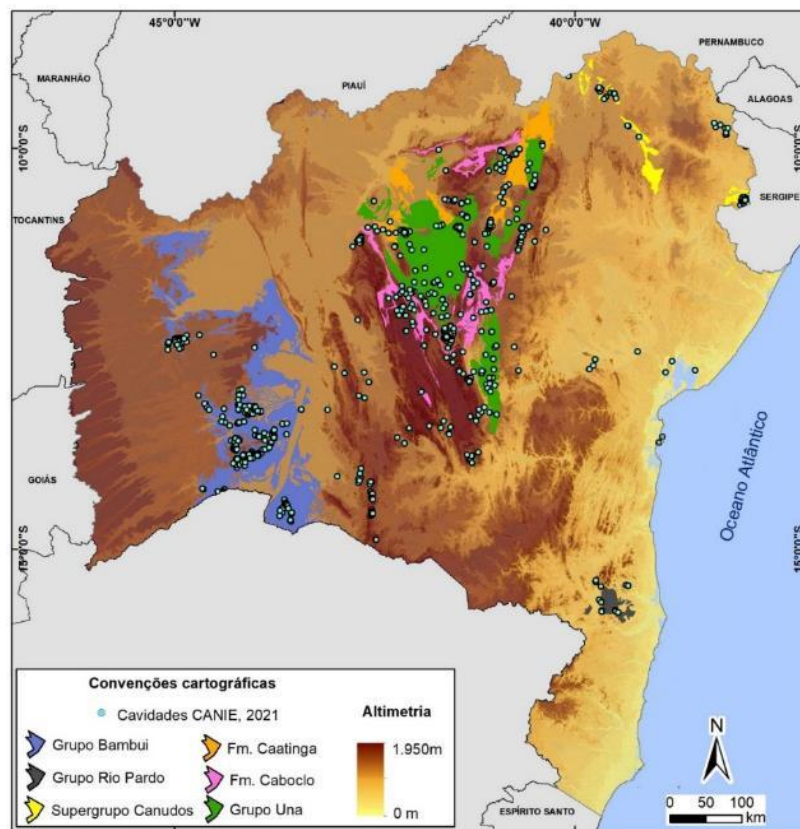 45°0'0"W
40°0'0"W
PERNAMBUCO
MARANHÃO
PIAUÍ
ALAGOAS
10°0'0"S
10°0'0"S
SERGIPE
TOCANTINS
Oceano Atlântico
GOIÁS
15°0'0"S
15°0'0"S
Convenções cartográficas
Cavidades CANIE, 2021
Grupo Bambui
Grupo Rio Pardo
Supergrupo Canudos
Fm. Caatinga
Fm. Caboclo
Grupo Una
Altimetria
1.950m
0 m
N
0 50 100
km
ESPÍRITO SANTO